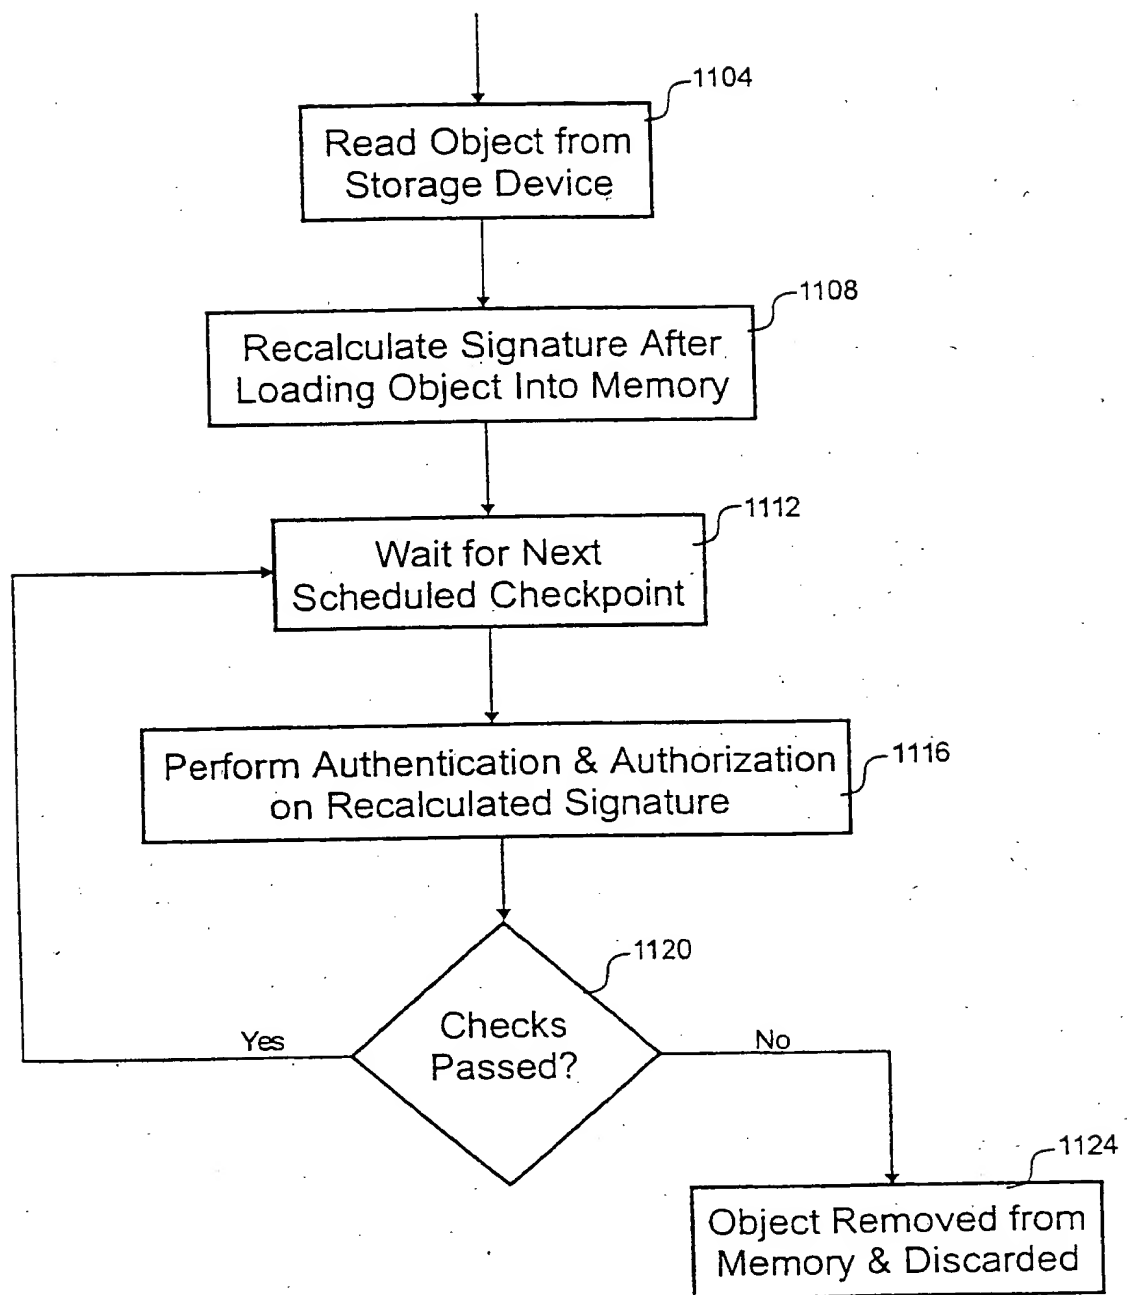 1104
Read Object from
Storage Device
1108
Recalculate Signature After
Loading Object Into Memory
1112
Wait for Next
Scheduled Checkpoint
1116
Perform Authentication & Authorization
on Recalculated Signature
1120
Checks
Passed?
Yes
No
1124
Object Removed from
Memory & Discarded